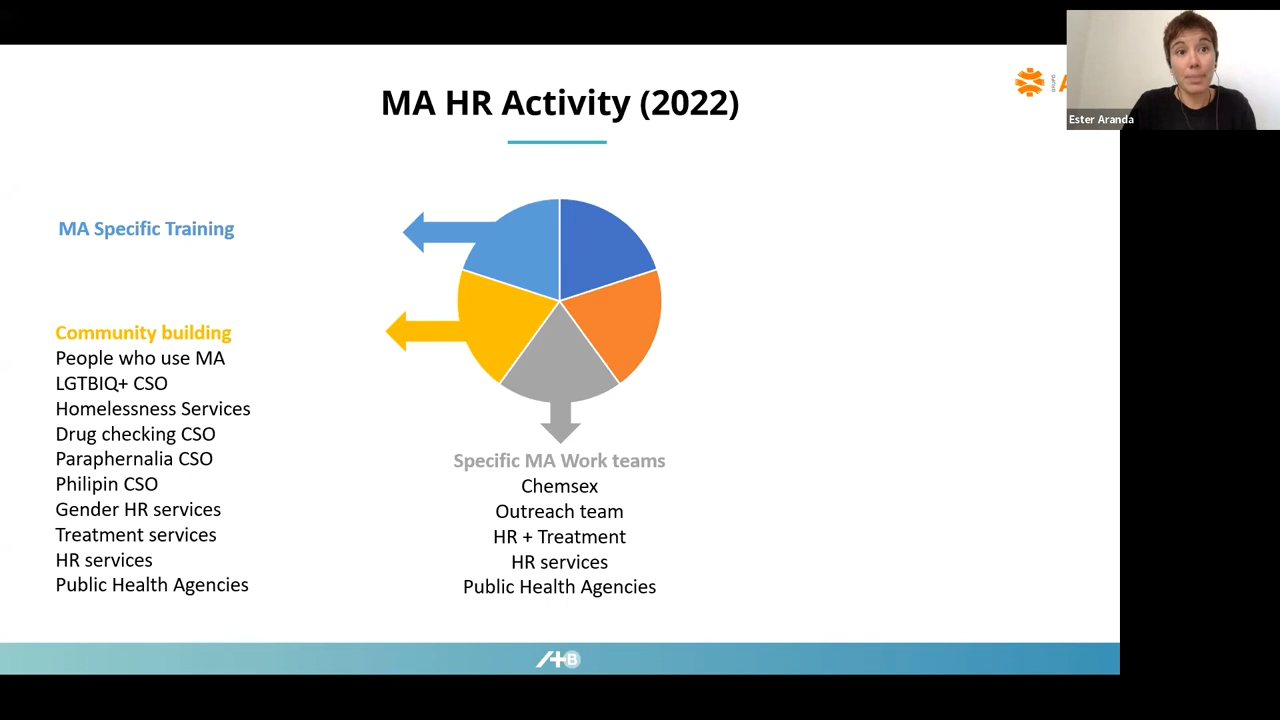 MA HR Activity (2022)
GRUPO
A
Ester Aranda
MA Specific Training
Community building
People who use MA
LGTBIQ+ CSO
Homelessness Services
Drug checking CSO
Paraphernalia CSO
Philipin CSO
Gender HR services
Treatment services
HR services
Public Health Agencies
Specific MA Work teams
Chemsex
Outreach team
HR + Treatment
HR services
Public Health Agencies
A+B